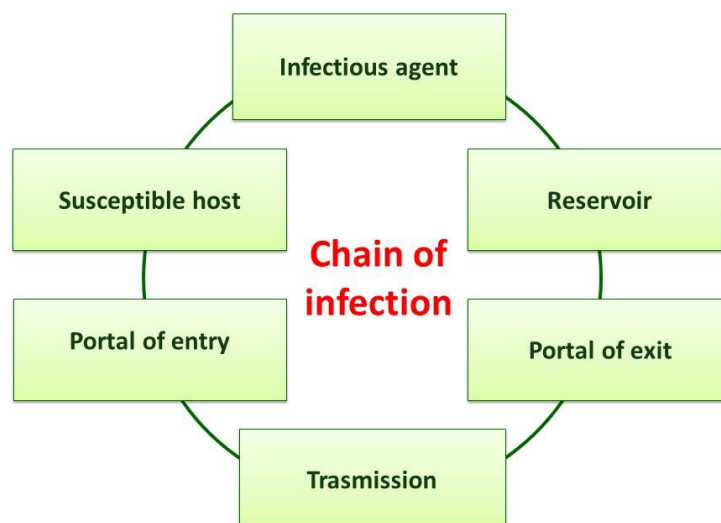 Infectious agent
Susceptible host
Reservoir
Chain of
infection
Portal of entry
Portal of exit
Trasmission